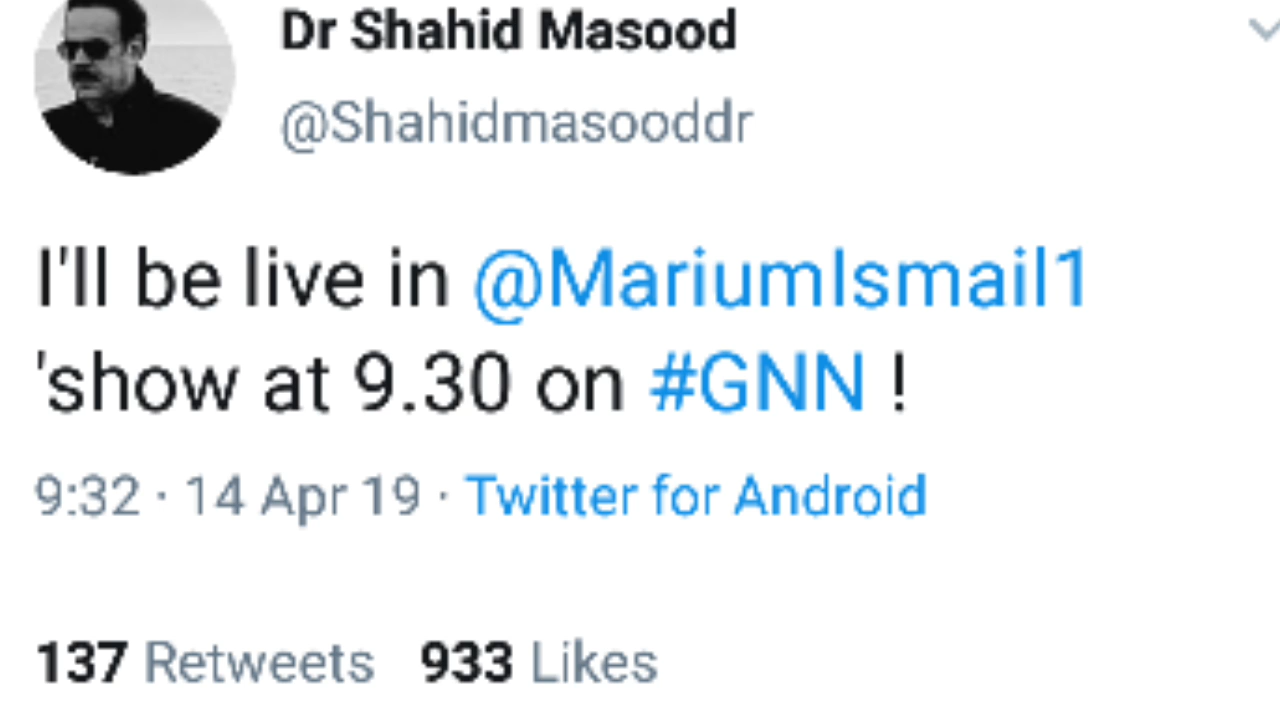 Dr Shahid Masood
@Shahidmasooddr
I'll be live in @MariumIsmail1
'show at 9.30 on #GNN !
9:32 · 14 Apr 19 · Twitter for Android
137 Retweets 933 Likes